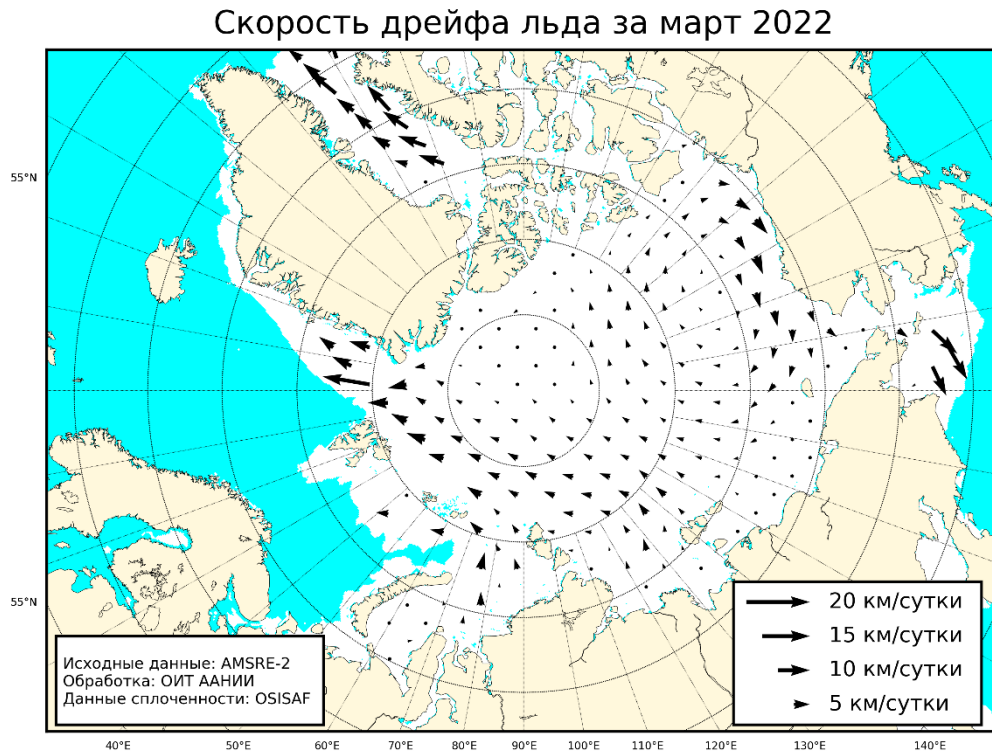 Скорость дрейфа льда за март 2022
55°N
55°N
20 км/сутки
15 км/сутки
10 км/сутки
5 км/сутки
Исходные данные: AMSRE-2
Обработка: ОИТ ААНИИ
Данные сплоченности: OSISAF
40°E 50°E 60°E 70°E 80°E 90°E 100°E 110°E 120°E 130°E 140°E